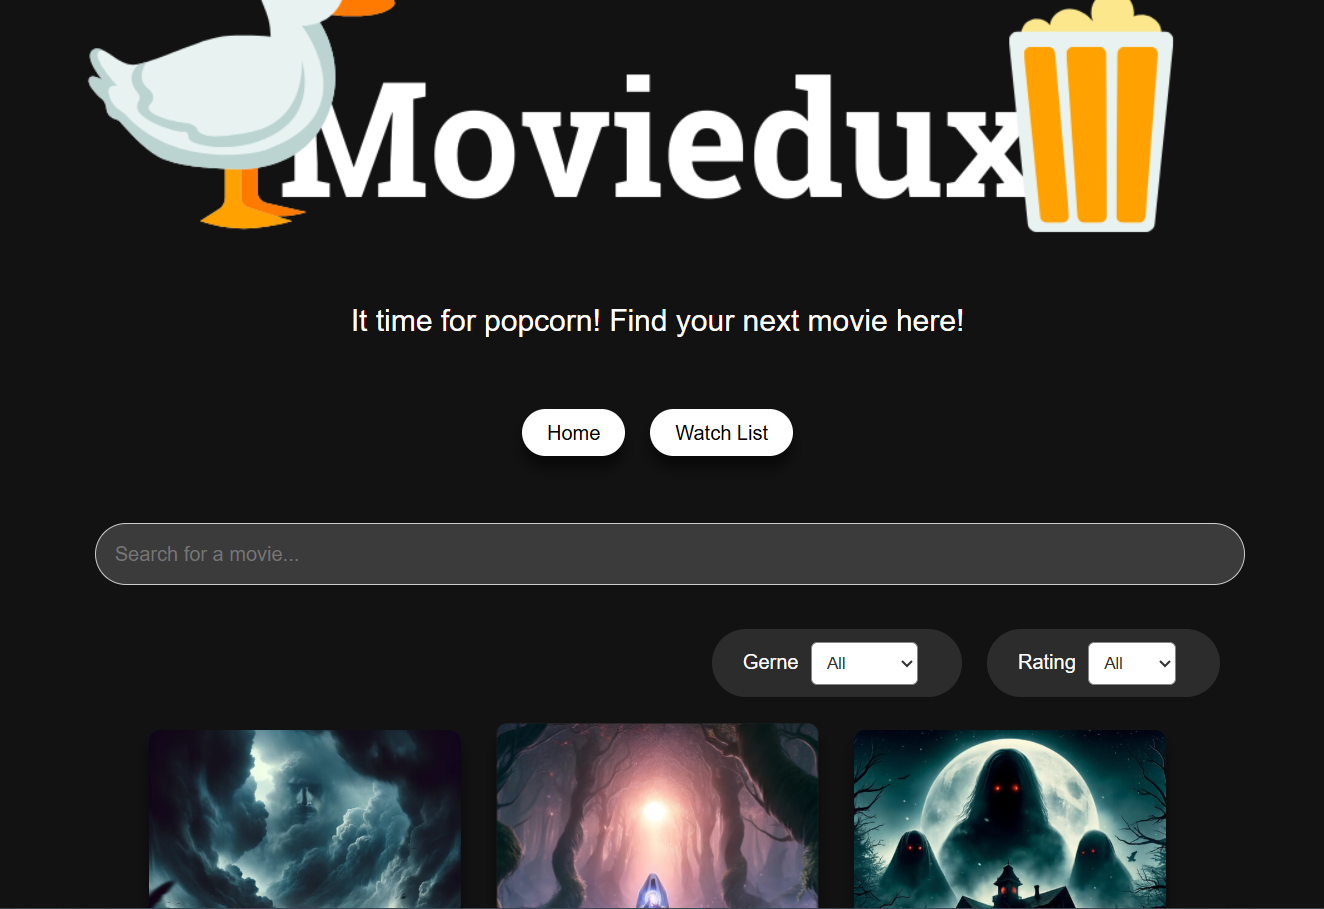 Moviedux
It time for popcorn! Find your next movie here!
Home Watch List
Search for a movie...
Gerne All Rating All